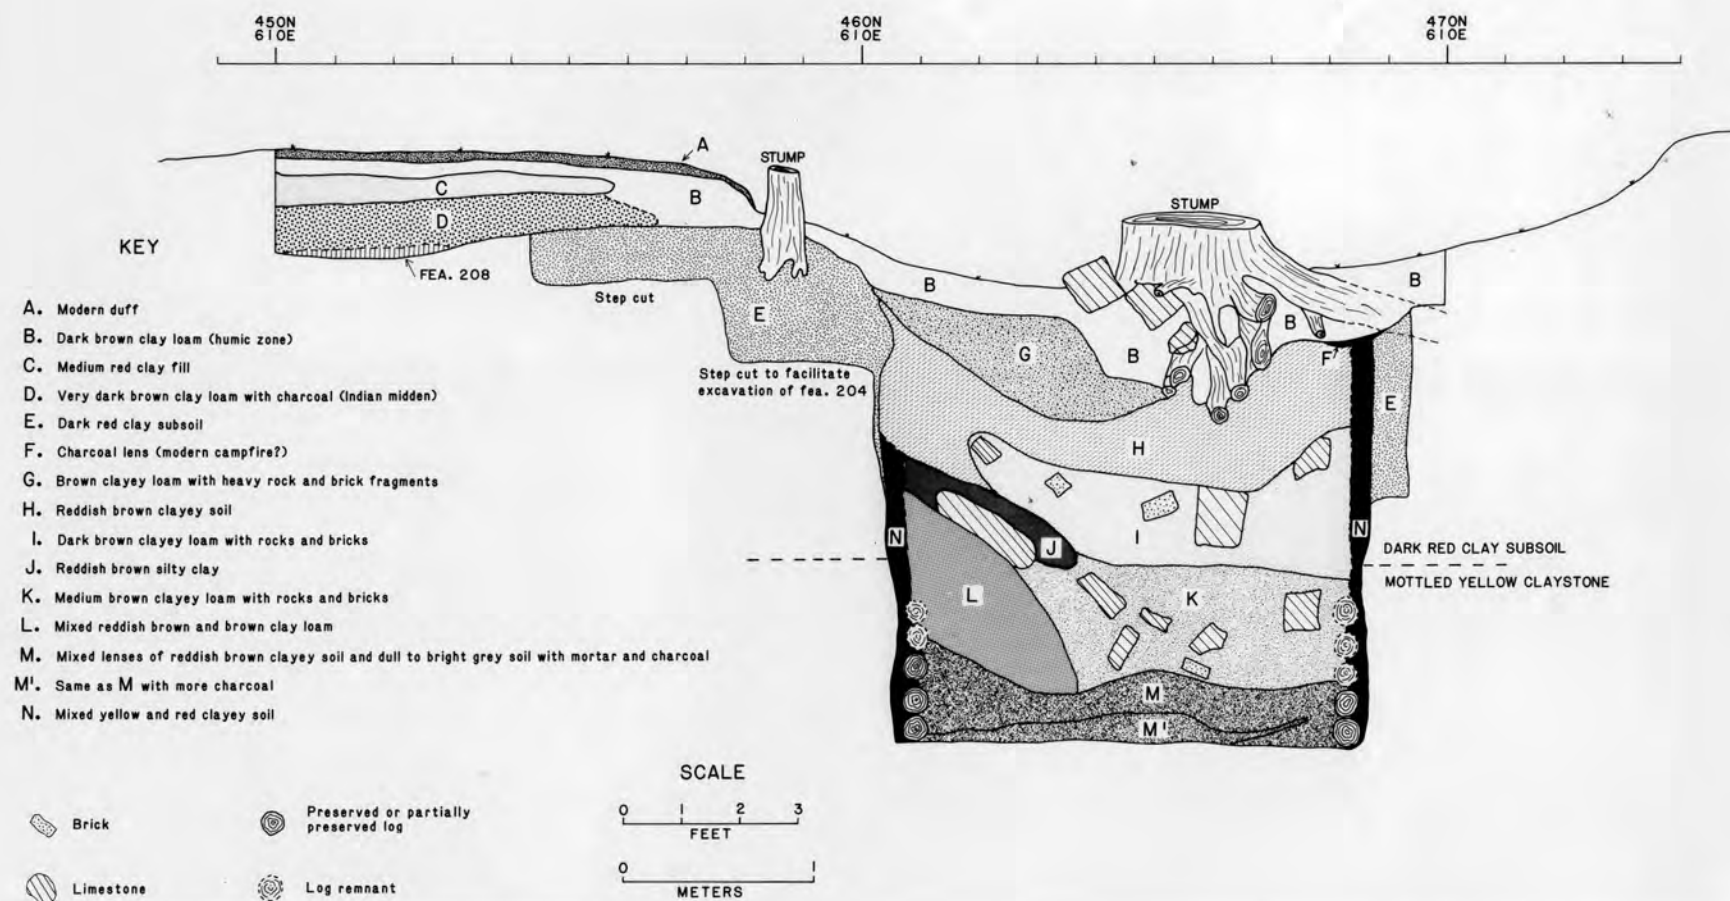 450N
610E
460N
610E
470N
610E
A
STUMP
C
B
STUMP
D
KEY
FEA. 208
B
B
Step cut
E
G
B
B
F
E
Step cut to facilitate
excavation of fea. 204
H
A. Modern duff
B. Dark brown clay loam (humic zone)
C. Medium red clay fill
D. Very dark brown clay loam with charcoal (Indian midden)
E. Dark red clay subsoil
F. Charcoal lens (modern campfire?)
G. Brown clayey loam with heavy rock and brick fragments
H. Reddish brown clayey soil
I. Dark brown clayey loam with rocks and bricks
J. Reddish brown silty clay
K. Medium brown clayey loam with rocks and bricks
L. Mixed reddish brown and brown clay loam
M. Mixed lenses of reddish brown clayey soil and dull to bright grey soil with mortar and charcoal
M'. Same as M with more charcoal
N. Mixed yellow and red clayey soil
N
J
I
N
DARK RED CLAY SUBSOIL
MOTTLED YELLOW CLAYSTONE
L
K
M
M'
SCALE
0 1 2 3
FEET
0 1
METERS
Brick
Preserved or partially
preserved log
Limestone
Log remnant